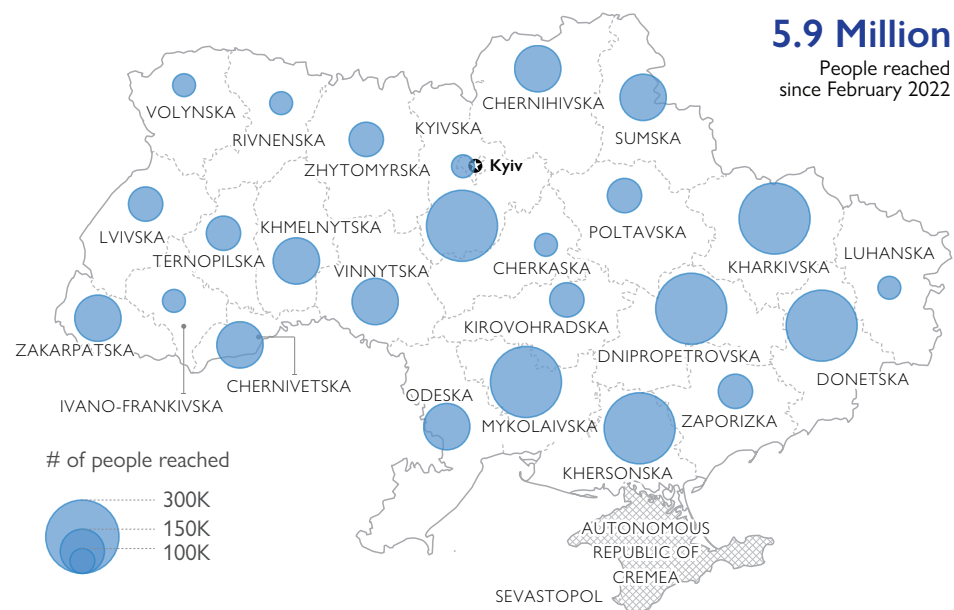 5.9 Million
People reached
since February 2022
VOLYNSKA
RIVNENSKA
ZHYTOMYRSKA
KYIVSKA
Kyiv
CHERNIHIVSKA
SUMSKA
LVIVSKA
TERNOPILSKA
KHMELNYTSKA
VINNYTSKA
CHERKASKA
POLTAVSKA
KHARKIVSKA
LUHANSKA
ZAKARPATSKA
IVANO-FRANKIVSKA
CHERNIVETSKA
KIROVOHRADSKA
DNIPROPETROVSKA
DONETSKA
ODESKA
MYKOLAIVSKA
ZAPORIZKA
KHERSONSKA
# of people reached
300K
150K
100K
AUTONOMOUS
REPUBLIC OF
CREMEA
SEVASTOPOL